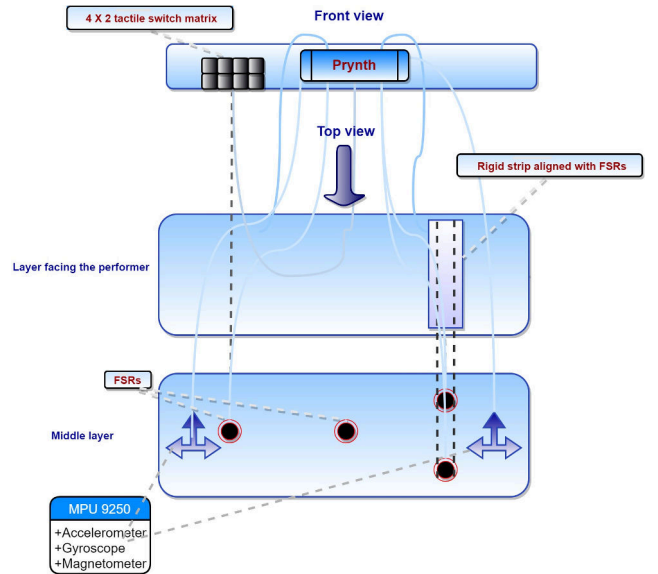 Front view
4 X 2 tactile switch matrix
Prynth
Top view
Rigid strip aligned with FSRs
Layer facing the performer
FSRs
Middle layer
MPU 9250
+Accelerometer
+Gyroscope
+Magnetometer